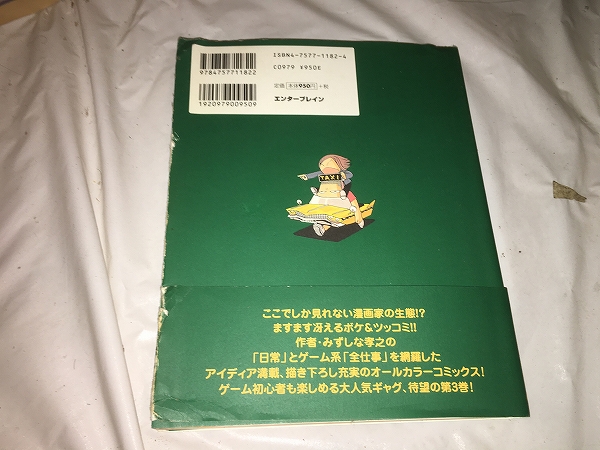 ISBN4-7577-1182-4
C0979 ¥950E
定価 本体950円 +税
エンターブレイン
9784757711822
1920979009509
TAXI
ここでしか見れない漫画家の生態!?
ますます冴えるボケ&ツッコミ!!
作者・みずしな孝之の
「日常」とゲーム系「全仕事」を網羅した
アイディア満載、描き下ろし充実のオールカラーコミックス!
ゲーム初心者も楽しめる大人気ギャグ、待望の第3巻!